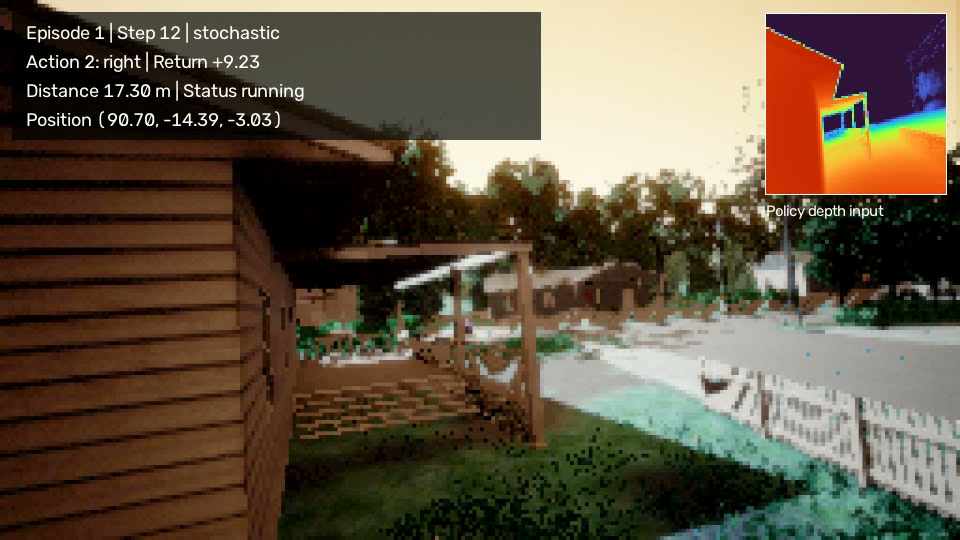 Episode 1 | Step 12 | stochastic
Action 2: right | Return +9.23
Distance 17.30 m | Status running
Position (90.70, -14.39, -3.03)
Policy depth input